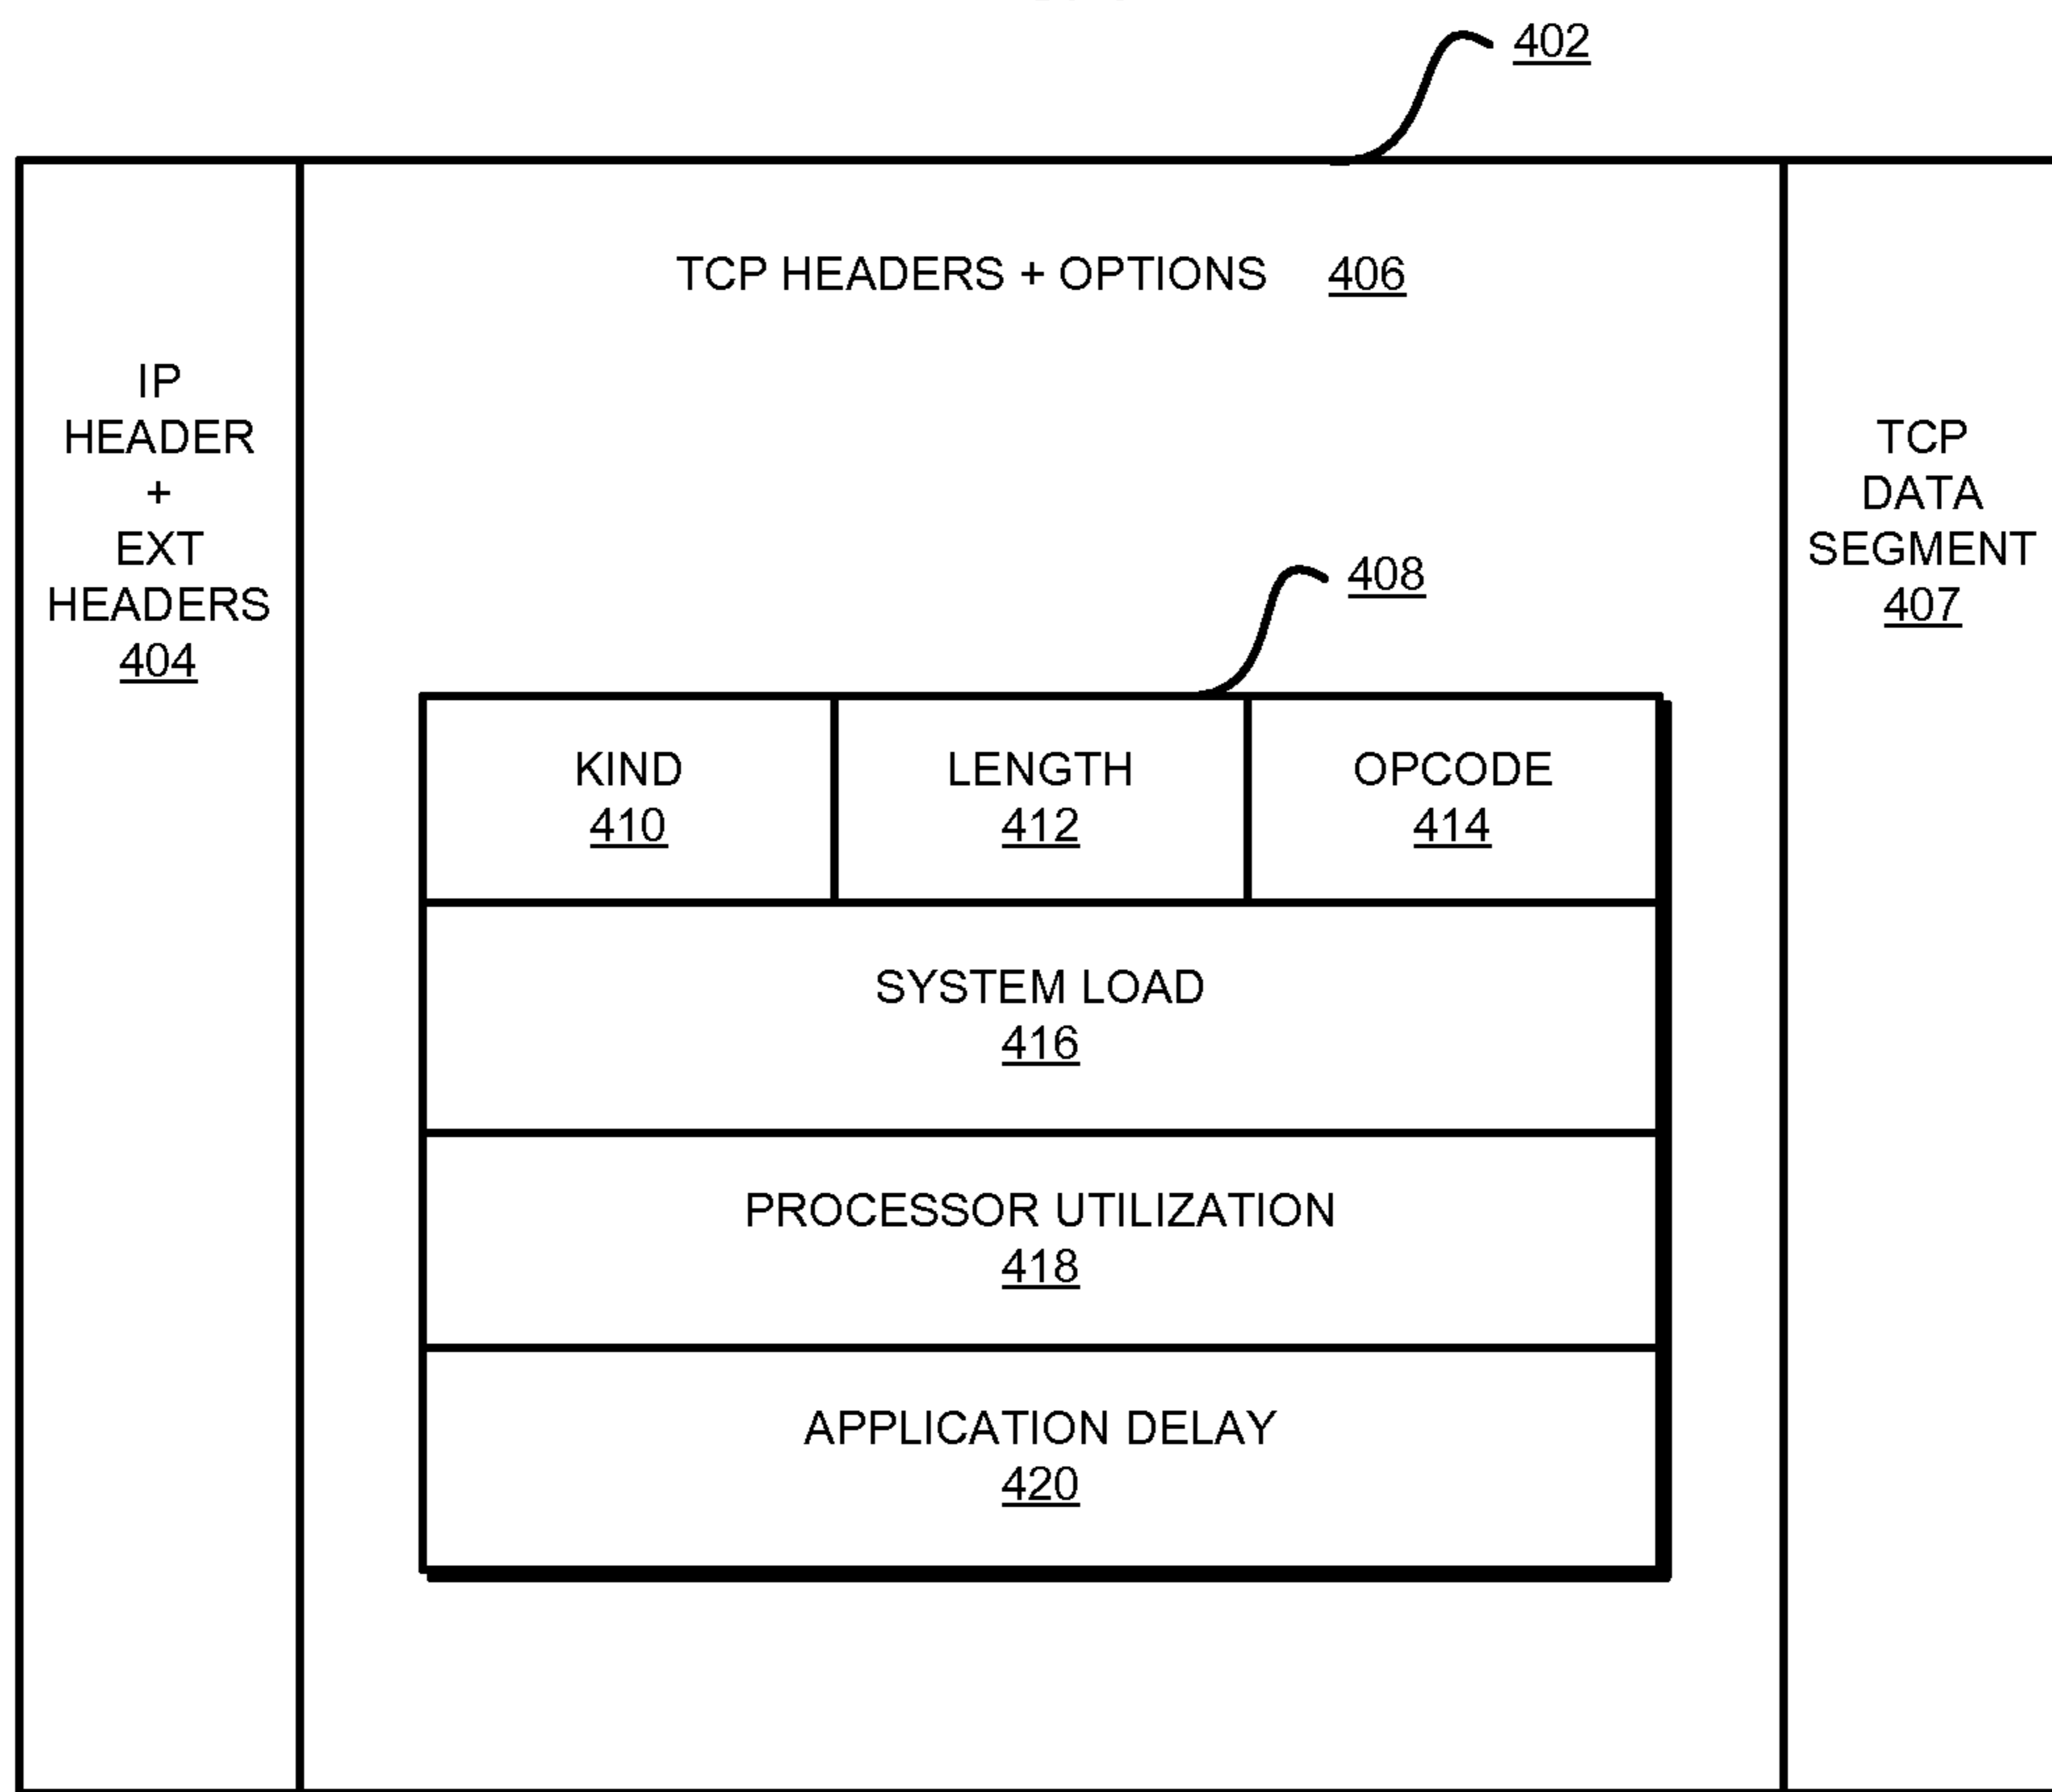 402
TCP HEADERS + OPTIONS 406
IP
HEADER
+
EXT
HEADERS
404
TCP
DATA
SEGMENT
407
408
KIND
410
LENGTH
412
OPCODE
414
SYSTEM LOAD
416
PROCESSOR UTILIZATION
418
APPLICATION DELAY
420